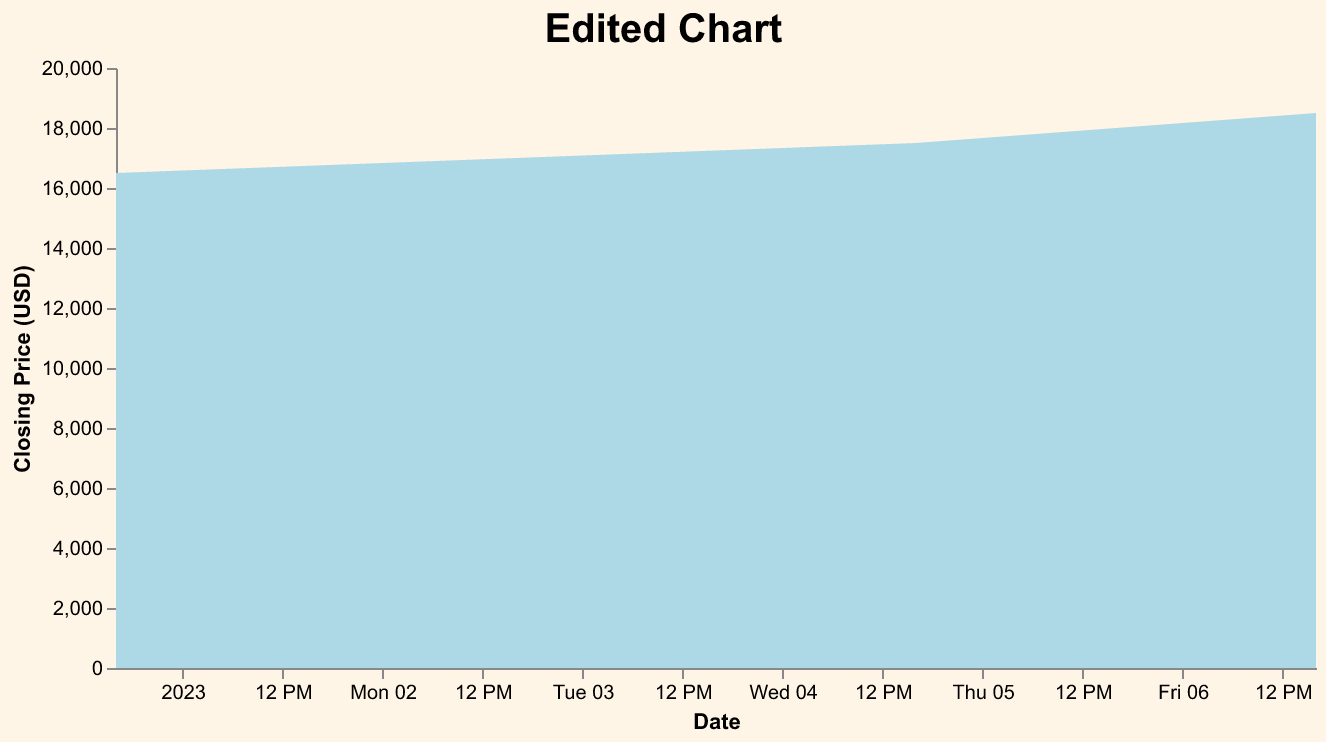 Edited Chart
20,000
18,000
16,000
14,000
12,000
10,000
8,000
6,000
4,000
2,000
0
Closing Price (USD)
2023 12 PM Mon 02 12 PM Tue 03 12 PM Wed 04 12 PM Thu 05 12 PM Fri 06 12 PM
Date